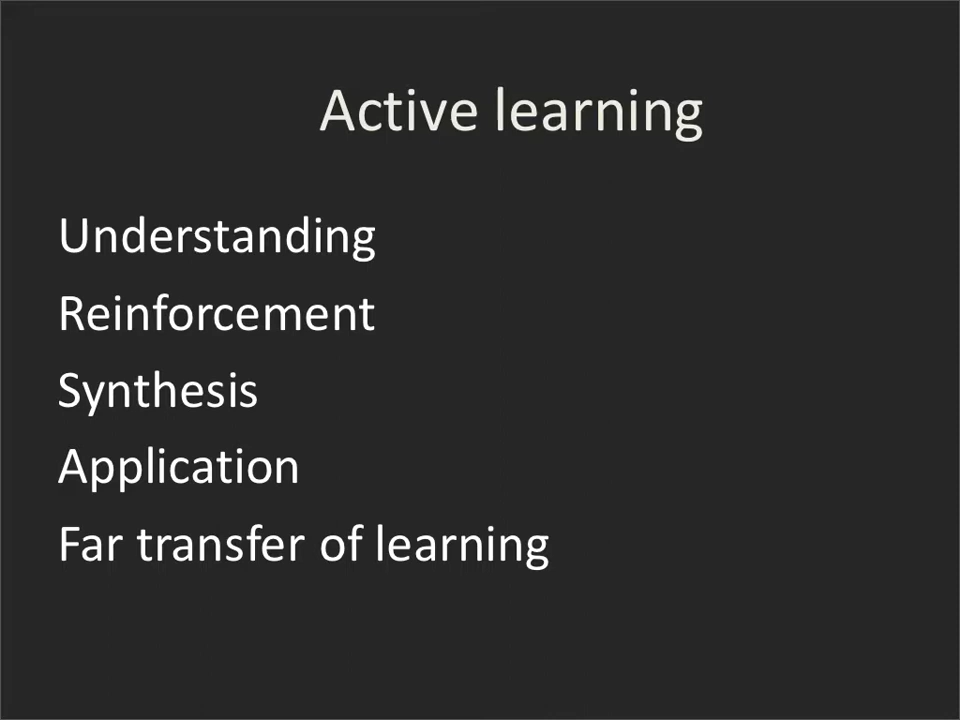 Active learning
Understanding
Reinforcement
Synthesis
Application
Far transfer of learning